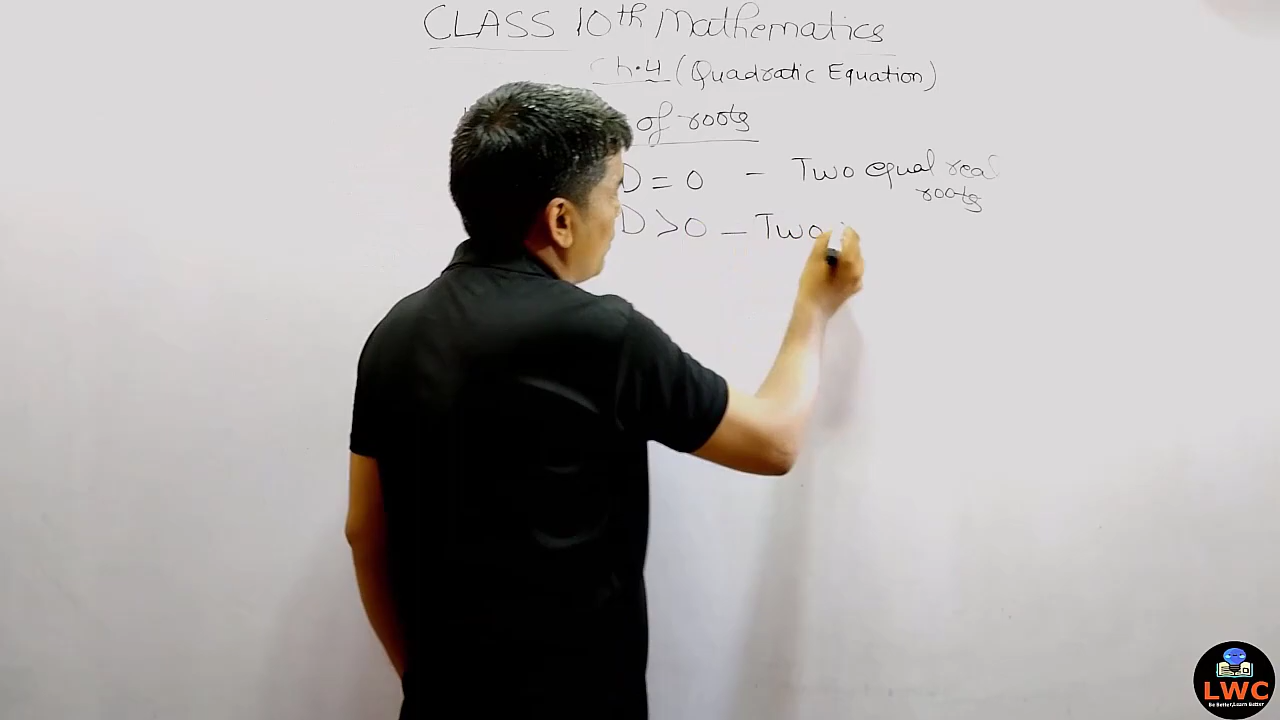 CLASS 10th Mathematics
Ch.4 (Quadratic Equation)
of roots
D = 0 - Two equal real
roots
D > 0 - Two
LWC
Be Better, Learn Better